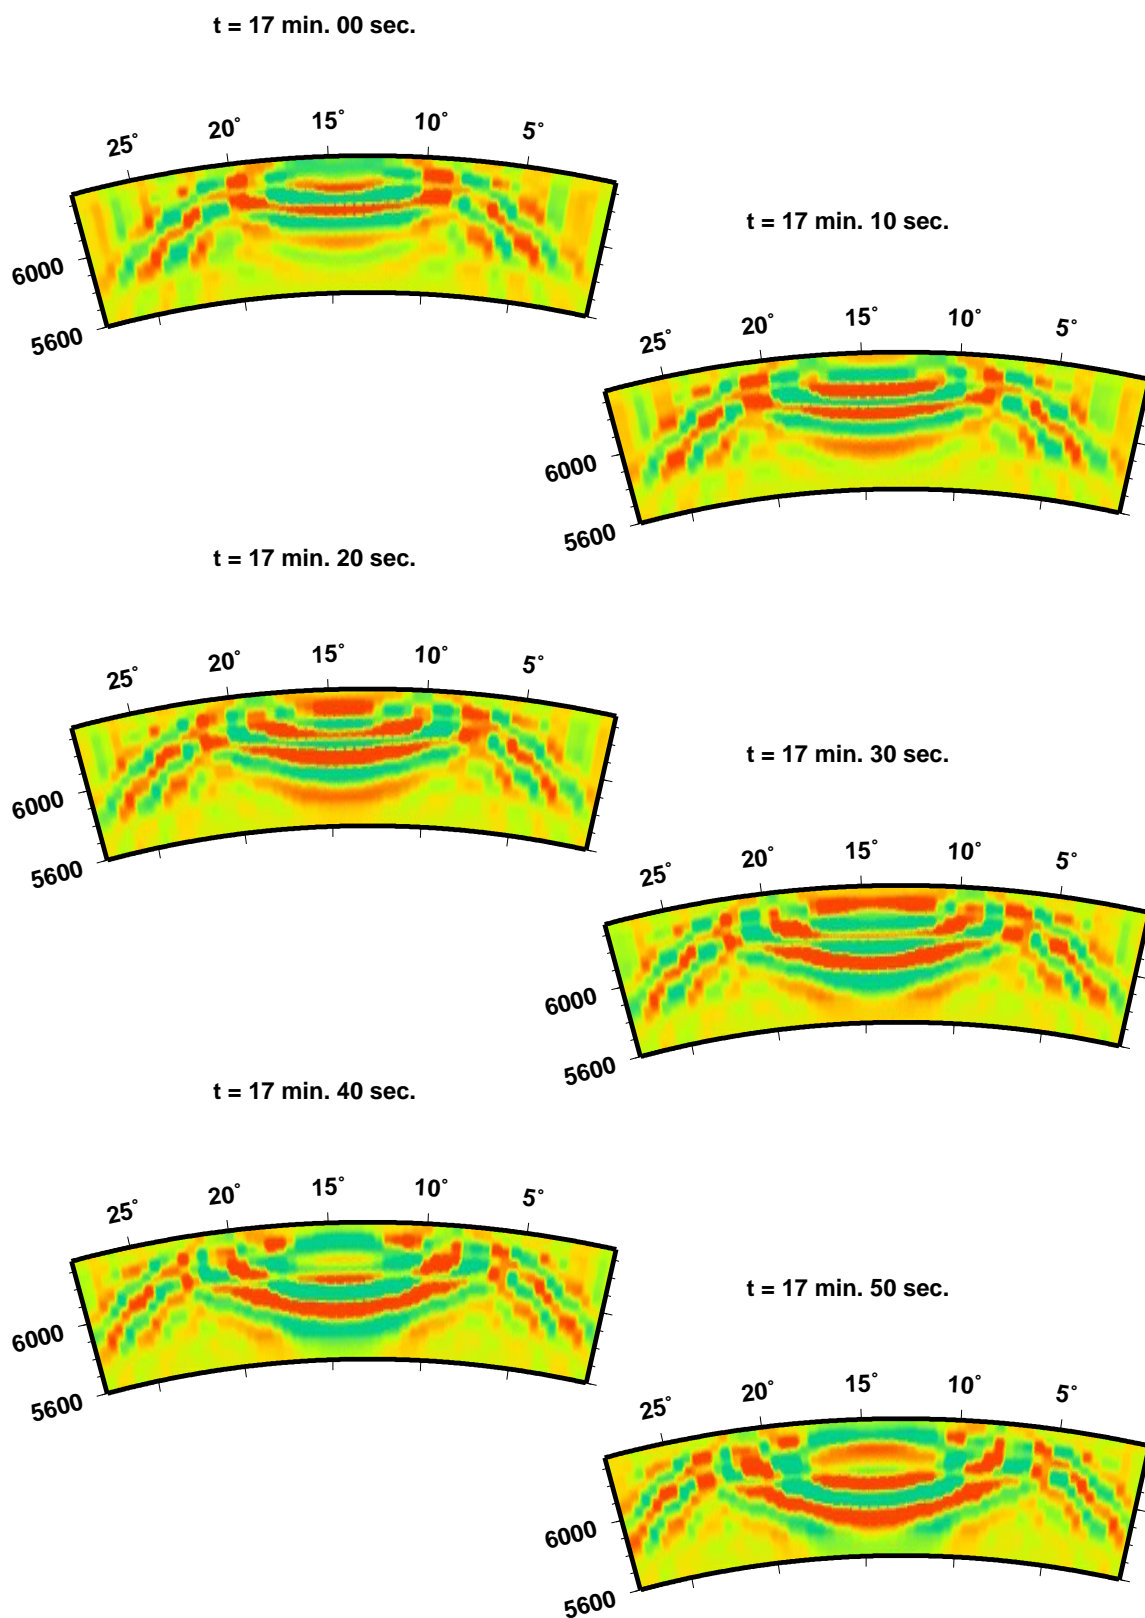 t = 17 min. 00 sec.
25° 20° 15° 10° 5°
6000
5600
t = 17 min. 10 sec.
25° 20° 15° 10° 5°
6000
5600
t = 17 min. 20 sec.
25° 20° 15° 10° 5°
6000
5600
t = 17 min. 30 sec.
25° 20° 15° 10° 5°
6000
5600
t = 17 min. 40 sec.
25° 20° 15° 10° 5°
6000
5600
t = 17 min. 50 sec.
25° 20° 15° 10° 5°
6000
5600